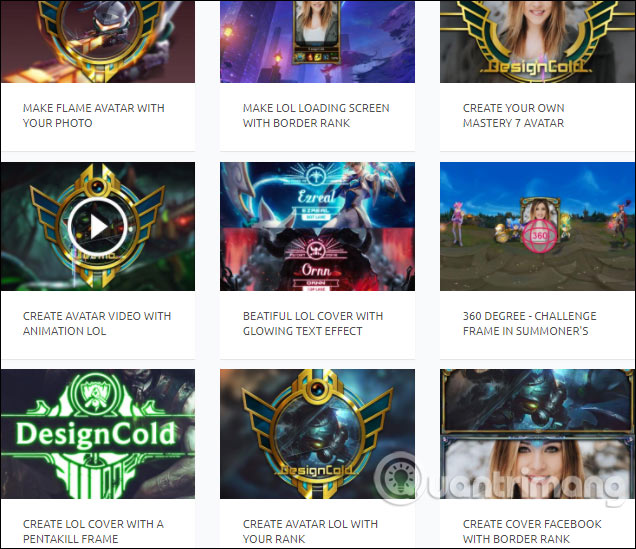 DesignCold
MAKE FLAME AVATAR WITH
YOUR PHOTO
MAKE LOL LOADING SCREEN
WITH BORDER RANK
CREATE YOUR OWN
MASTERY 7 AVATAR
Ezreal
EZREAL
Ornn
ORNN
360
CREATE AVATAR VIDEO WITH
ANIMATION LOL
BEATIFUL LOL COVER WITH
GLOWING TEXT EFFECT
360 DEGREE - CHALLENGE
FRAME IN SUMMONER'S
DesignCold
DesignCold
Quantrimang
CREATE LOL COVER WITH A
PENTAKILL FRAME
CREATE AVATAR LOL WITH
YOUR RANK
CREATE COVER FACEBOOK
WITH BORDER RANK